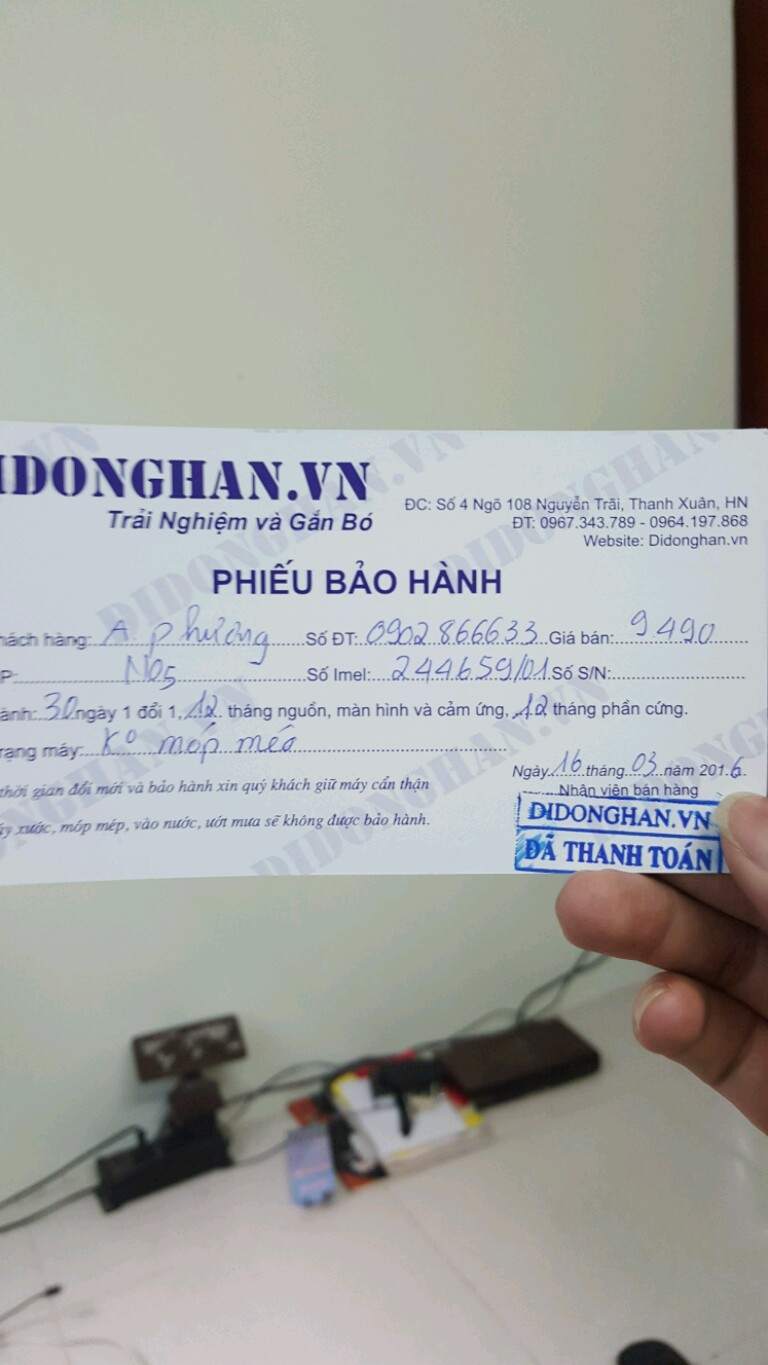 IDONGHAN.VN
Trải Nghiệm và Gắn Bó
ĐC: Số 4 Ngõ 108 Nguyễn Trãi, Thanh Xuân, HN
ĐT: 0967.343.789 - 0964.197.868
Website: Didonghan.vn
PHIẾU BẢO HÀNH
hách hàng: A. phương Số ĐT: 0902866633 Giá bán: 9490
P: No5 Số Imel: 244659/01 Số S/N:
ành: 30 ngày 1 đổi 1, 12 tháng nguồn, màn hình và cảm ứng, 12 tháng phần cứng.
rạng máy: Ko móp méo
Ngày 16 tháng 03 năm 2016.
thời gian đổi mới và bảo hành xin quý khách giữ máy cẩn thận
Nhân viên bán hàng
ầy xước, móp mép, vào nước, ướt mưa sẽ không được bảo hành.
DIDONGHAN.VN
ĐÃ THANH TOÁN